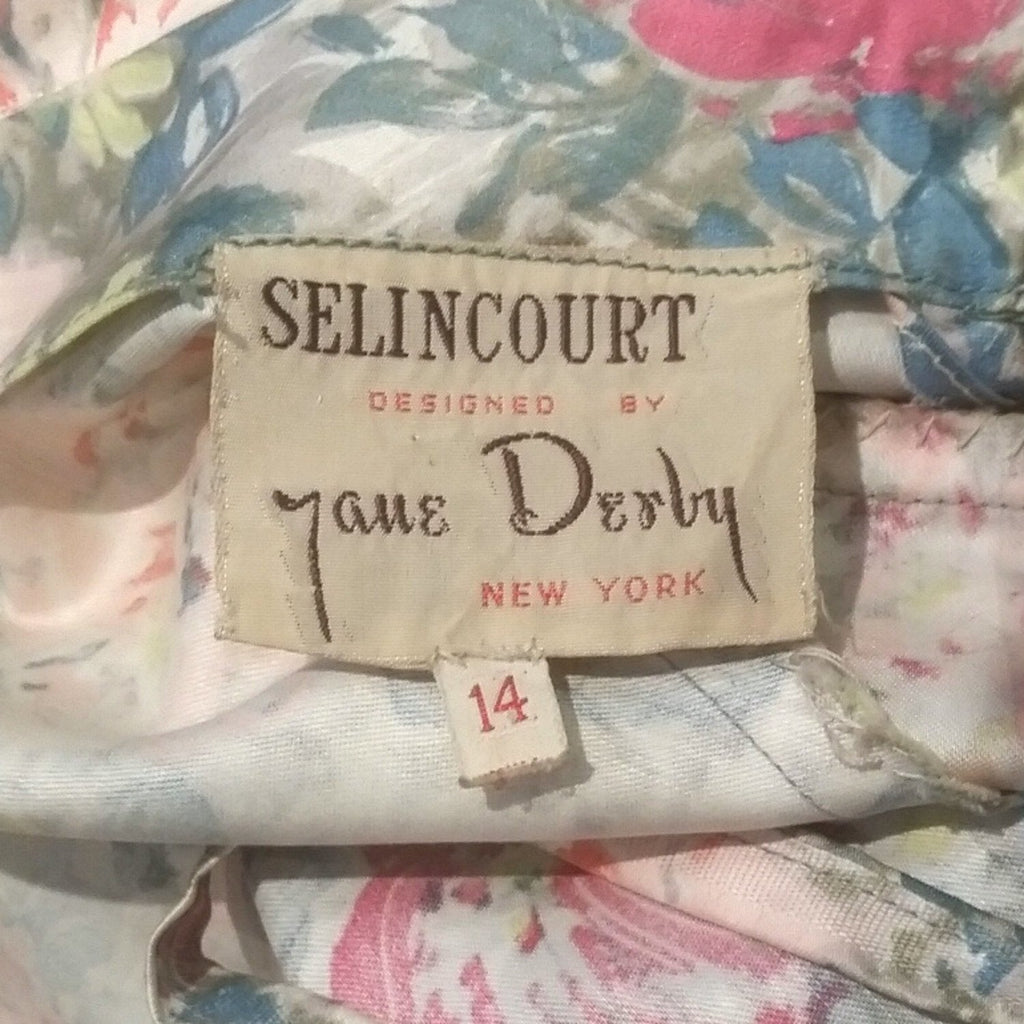 SELINCOURT
DESIGNED BY
Jane Derby
NEW YORK
14